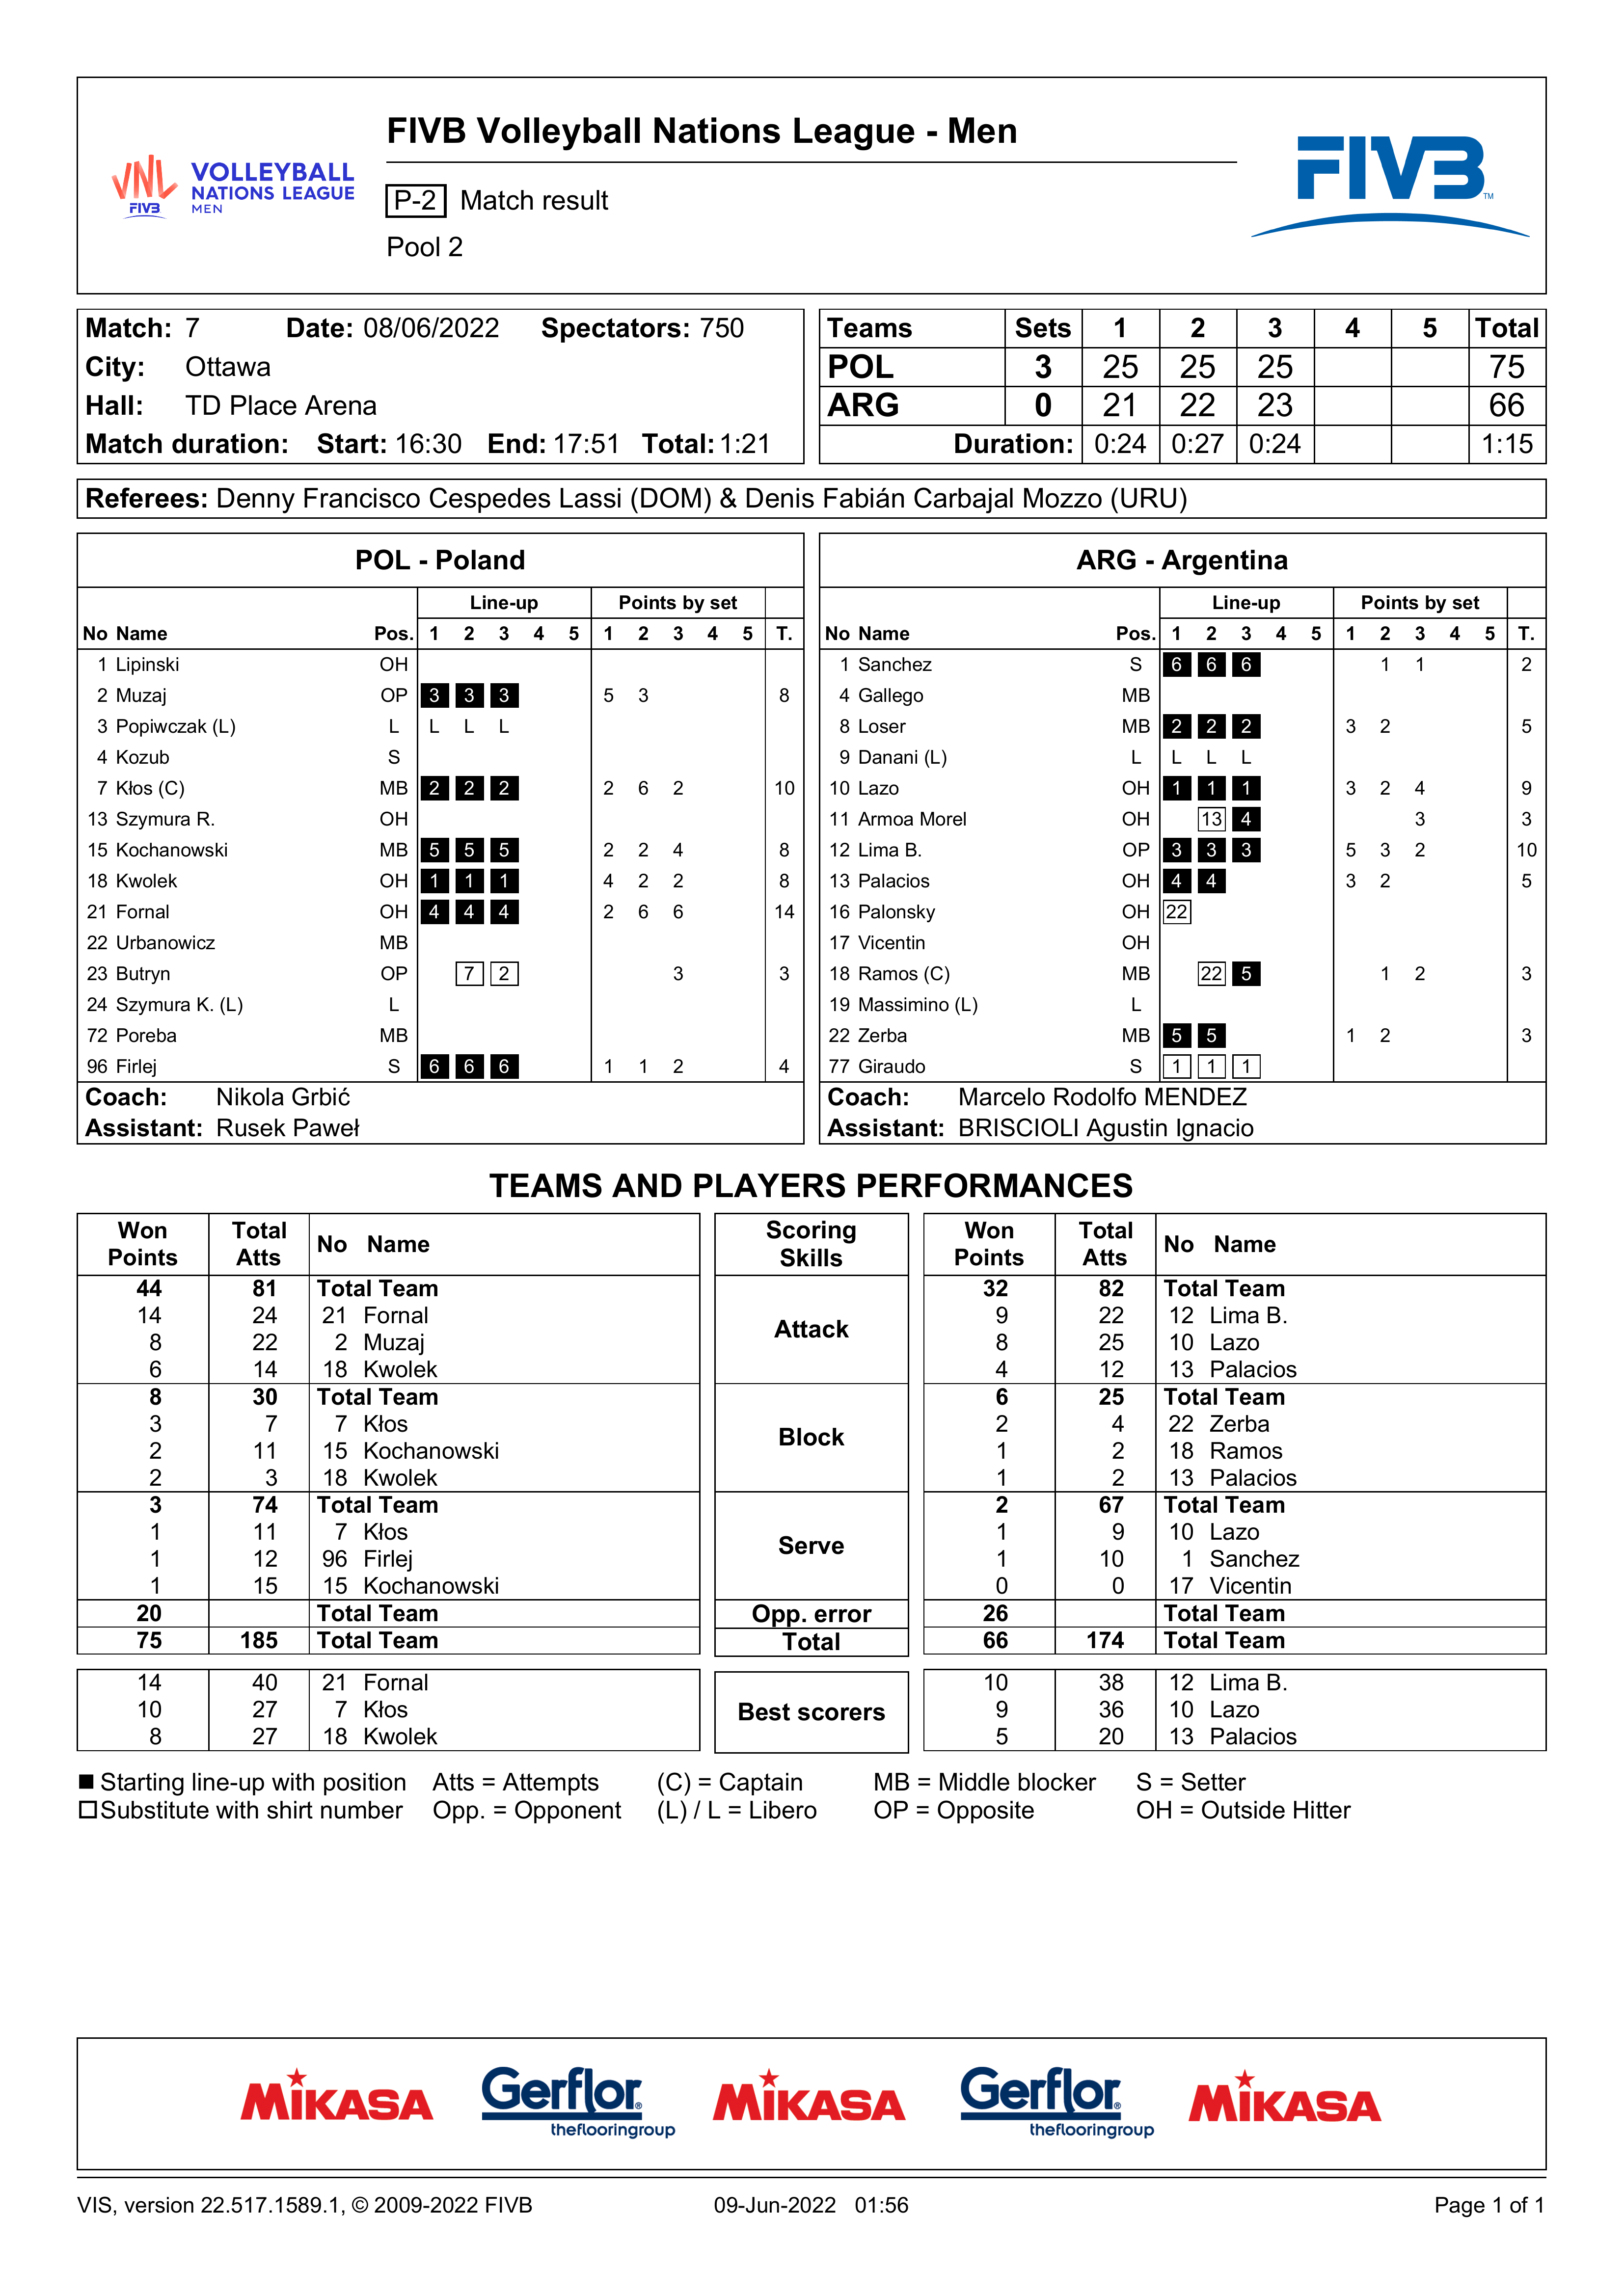 FIVB Volleyball Nations League - Men
VNL FIVB
VOLLEYBALL
NATIONS LEAGUE
MEN
P-2 Match result
Pool 2
FIVB TM
Match: 7 Date: 08/06/2022 Spectators: 750
City: Ottawa
Hall: TD Place Arena
Match duration: Start: 16:30 End: 17:51 Total: 1:21
Teams Sets 1 2 3 4 5 Total
POL 3 25 25 25 75
ARG 0 21 22 23 66
Duration: 0:24 0:27 0:24 1:15
Referees: Denny Francisco Cespedes Lassi (DOM) & Denis Fabián Carbajal Mozzo (URU)
POL - Poland
Line-up Points by set
No Name Pos. 1 2 3 4 5 1 2 3 4 5 T.
1 Lipinski OH
2 Muzaj OP 3 3 3 5 3 8
3 Popiwczak (L) L L L L
4 Kozub S
7 Kłos (C) MB 2 2 2 2 6 2 10
13 Szymura R. OH
15 Kochanowski MB 5 5 5 2 2 4 8
18 Kwolek OH 1 1 1 4 2 2 8
21 Fornal OH 4 4 4 2 6 6 14
22 Urbanowicz MB
23 Butryn OP 7 2 3 3
24 Szymura K. (L) L
72 Poreba MB
96 Firlej S 6 6 6 1 1 2 4
Coach: Nikola Grbić
Assistant: Rusek Paweł
ARG - Argentina
Line-up Points by set
No Name Pos. 1 2 3 4 5 1 2 3 4 5 T.
1 Sanchez S 6 6 6 1 1 2
4 Gallego MB
8 Loser MB 2 2 2 3 2 5
9 Danani (L) L L L L
10 Lazo OH 1 1 1 3 2 4 9
11 Armoa Morel OH 13 4 3 3
12 Lima B. OP 3 3 3 5 3 2 10
13 Palacios OH 4 4 3 2 5
16 Palonsky OH 22
17 Vicentin OH
18 Ramos (C) MB 22 5 1 2 3
19 Massimino (L) L
22 Zerba MB 5 5 1 2 3
77 Giraudo S 1 1 1
Coach: Marcelo Rodolfo MENDEZ
Assistant: BRISCIOLI Agustin Ignacio
TEAMS AND PLAYERS PERFORMANCES
Won Points Total Atts No Name Scoring Skills Won Points Total Atts No Name
44 81 Total Team Attack 32 82 Total Team
14 24 21 Fornal 9 22 12 Lima B.
8 22 2 Muzaj 8 25 10 Lazo
6 14 18 Kwolek 4 12 13 Palacios
8 30 Total Team Block 6 25 Total Team
3 7 7 Kłos 2 4 22 Zerba
2 11 15 Kochanowski 1 2 18 Ramos
2 3 18 Kwolek 1 2 13 Palacios
3 74 Total Team Serve 2 67 Total Team
1 11 7 Kłos 1 9 10 Lazo
1 12 96 Firlej 1 10 1 Sanchez
1 15 15 Kochanowski 0 0 17 Vicentin
20 Total Team Opp. error 26 Total Team
75 185 Total Team Total 66 174 Total Team
14 40 21 Fornal Best scorers 10 38 12 Lima B.
10 27 7 Kłos 9 36 10 Lazo
8 27 18 Kwolek 5 20 13 Palacios
Starting line-up with position Atts = Attempts (C) = Captain MB = Middle blocker S = Setter
Substitute with shirt number Opp. = Opponent (L) / L = Libero OP = Opposite OH = Outside Hitter
MIKASA Gerflor® theflooringgroup MIKASA Gerflor® theflooringgroup MIKASA
VIS, version 22.517.1589.1, © 2009-2022 FIVB 09-Jun-2022 01:56 Page 1 of 1